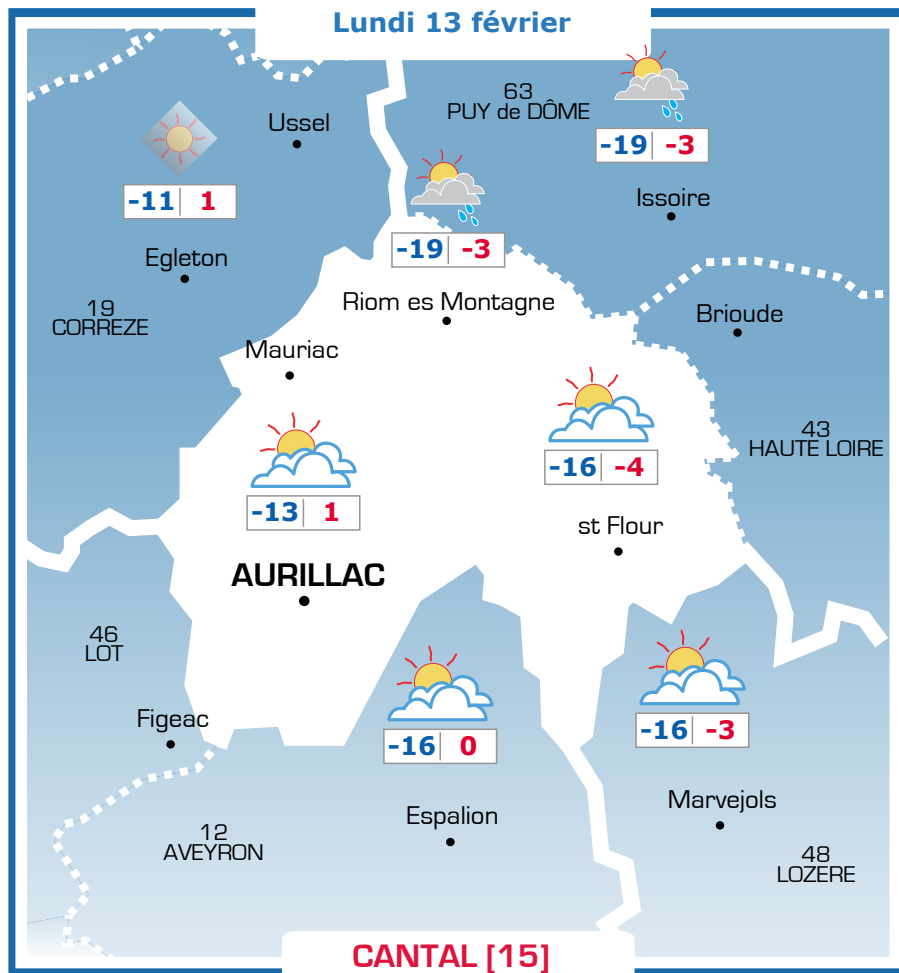 Lundi 13 février
63
PUY de DÔME
Ussel
-19 -3
-11 1
Issoire
-19 -3
Egleton
Riom es Montagne
19
CORREZE
Brioude
Mauriac
43
HAUTE LOIRE
-16 -4
-13 1
st Flour
AURILLAC
46
LOT
Figeac
-16 0
-16 -3
Marvejols
Espalion
12
AVEYRON
48
LOZERE
CANTAL [15]